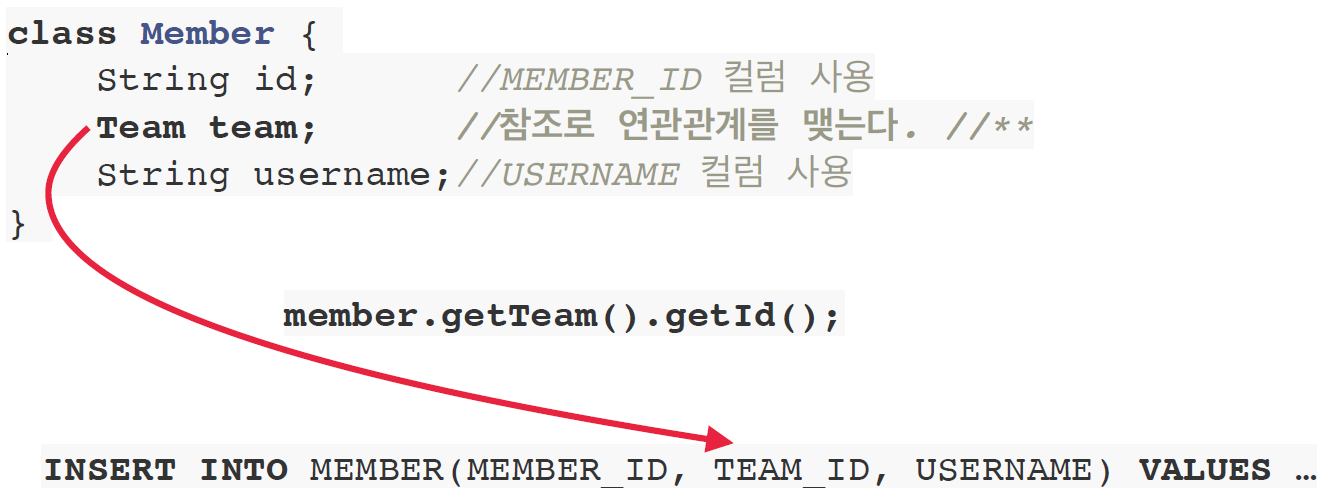 class Member {
String id; //MEMBER_ID 컬럼 사용
Team team; //참조로 연관관계를 맺는다. //**
String username;//USERNAME 컬럼 사용
}
member.getTeam().getId();
INSERT INTO MEMBER(MEMBER_ID, TEAM_ID, USERNAME) VALUES …